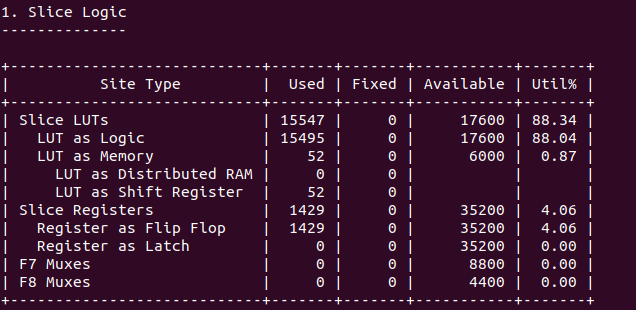 1. Slice Logic
--------------
+----------------------------+-------+-------+-----------+-------+
|          Site Type         |  Used | Fixed | Available | Util% |
+----------------------------+-------+-------+-----------+-------+
| Slice LUTs                 | 15547 |     0 |     17600 | 88.34 |
|   LUT as Logic             | 15495 |     0 |     17600 | 88.04 |
|   LUT as Memory            |    52 |     0 |      6000 |  0.87 |
|     LUT as Distributed RAM |     0 |     0 |           |       |
|     LUT as Shift Register  |    52 |     0 |           |       |
| Slice Registers            |  1429 |     0 |     35200 |  4.06 |
|   Register as Flip Flop    |  1429 |     0 |     35200 |  4.06 |
|   Register as Latch        |     0 |     0 |     35200 |  0.00 |
| F7 Muxes                   |     0 |     0 |      8800 |  0.00 |
| F8 Muxes                   |     0 |     0 |      4400 |  0.00 |
+----------------------------+-------+-------+-----------+-------+